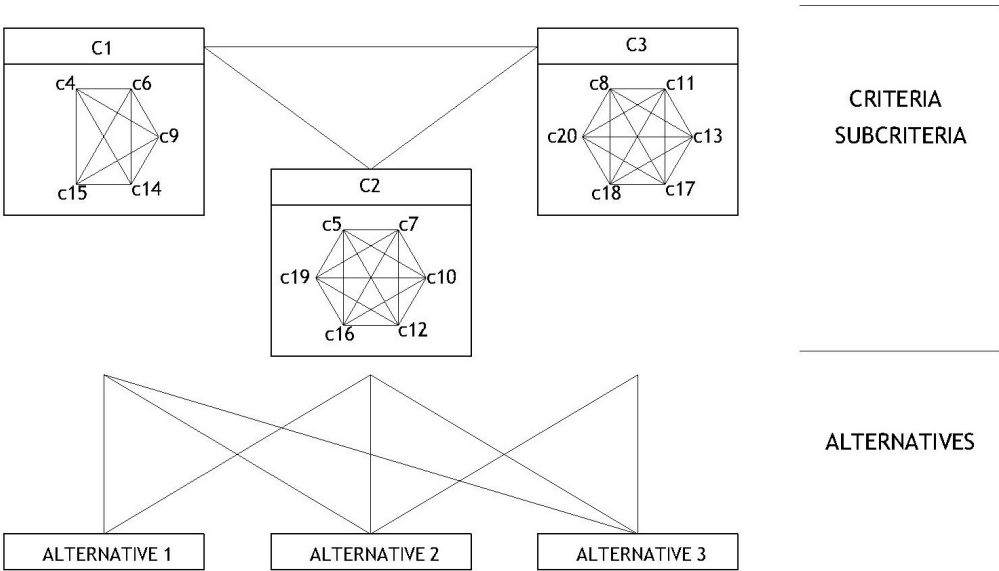 C1
C3
c4 c6
c9
c15 c14
c8 c11
c20 c13
c18 c17
C2
c5 c7
c19 c10
c16 c12
CRITERIA
SUBCRITERIA
ALTERNATIVES
ALTERNATIVE 1
ALTERNATIVE 2
ALTERNATIVE 3